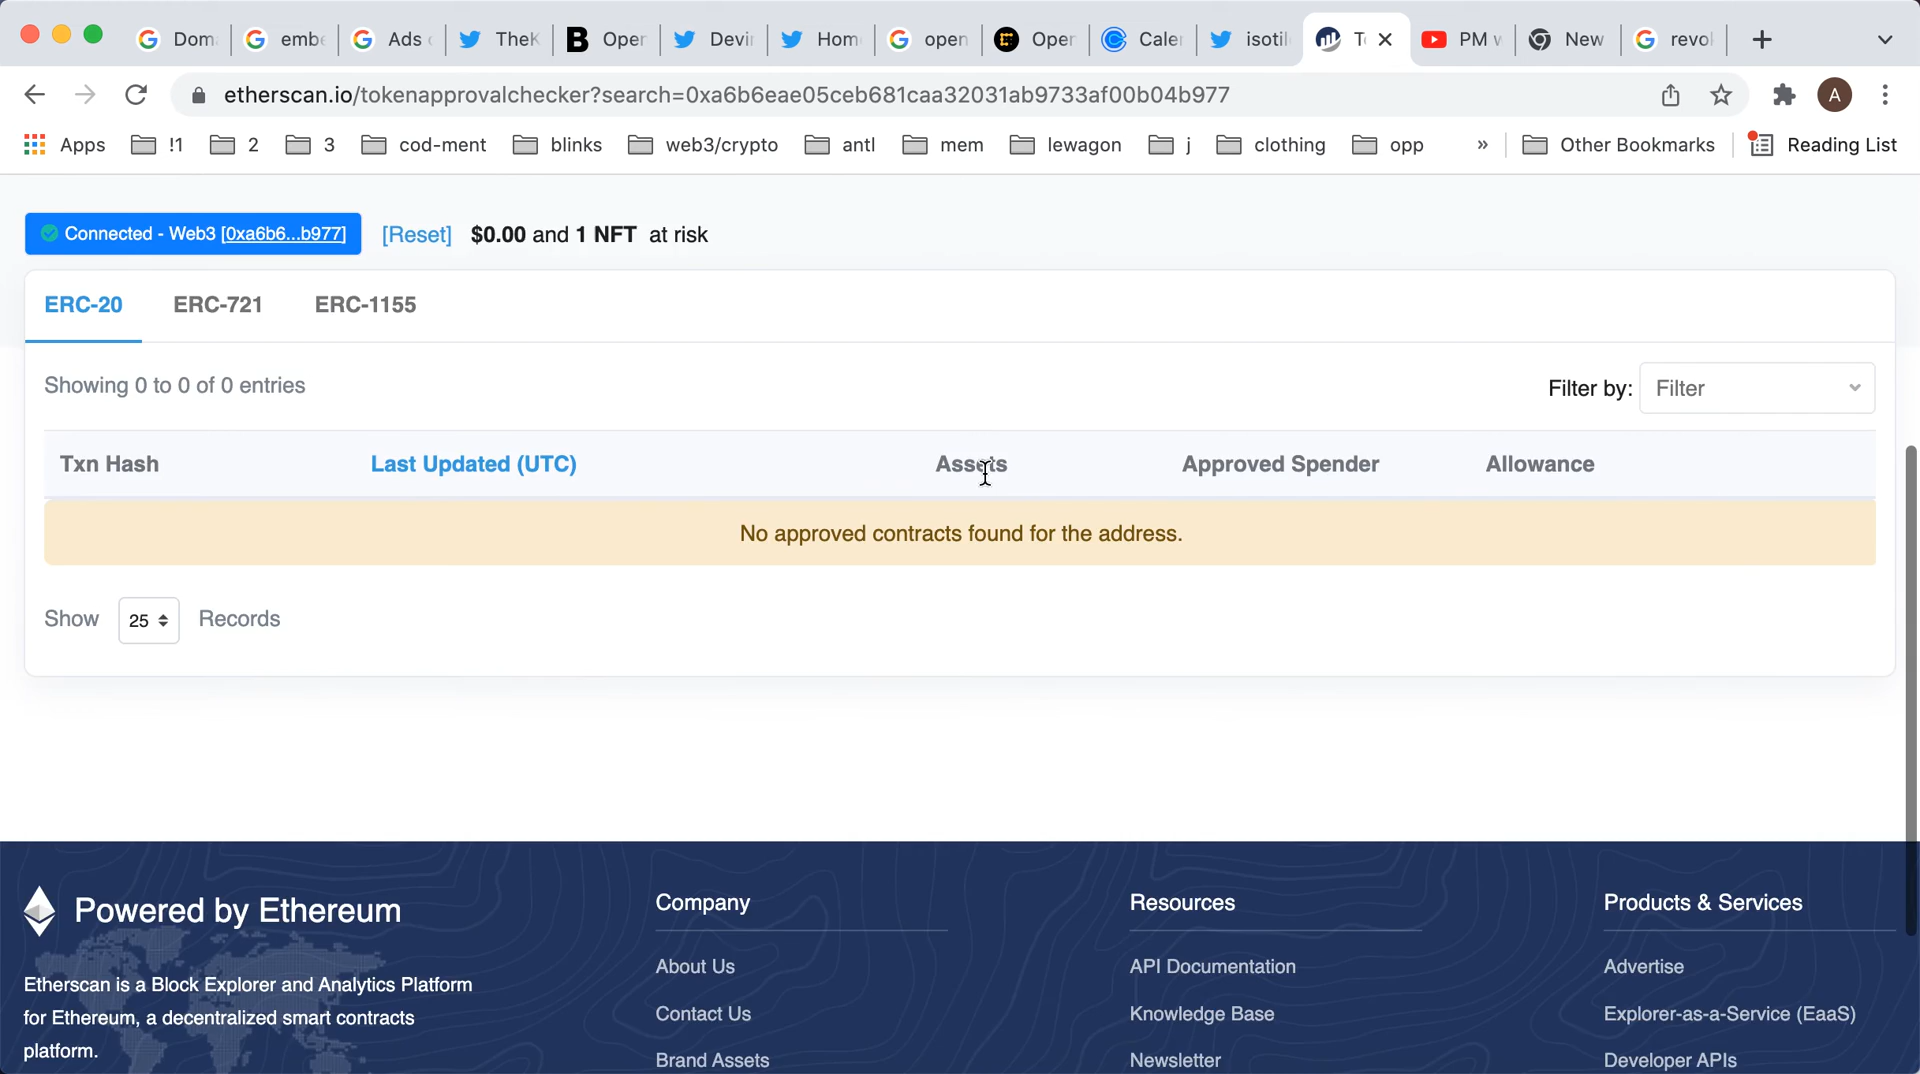 Dom
embe
Ads
TheK
Open
Devin
Hom
open
Open
Caler
isotil
T
PM w
New
revol
etherscan.io/tokenapprovalchecker?search=0xa6b6eae05ceb681caa32031ab9733af00b04b977
A
Apps
!1
2
3
cod-ment
blinks
web3/crypto
antl
mem
lewagon
j
clothing
opp
»
Other Bookmarks
Reading List
Connected - Web3 [0xa6b6...b977]
[Reset]
$0.00 and 1 NFT at risk
ERC-20
ERC-721
ERC-1155
Showing 0 to 0 of 0 entries
Filter by:
Filter
Txn Hash
Last Updated (UTC)
Assets
Approved Spender
Allowance
No approved contracts found for the address.
Show 25 Records
Powered by Ethereum
Etherscan is a Block Explorer and Analytics Platform
for Ethereum, a decentralized smart contracts
platform.
Company
About Us
Contact Us
Brand Assets
Resources
API Documentation
Knowledge Base
Newsletter
Products & Services
Advertise
Explorer-as-a-Service (EaaS)
Developer APIs